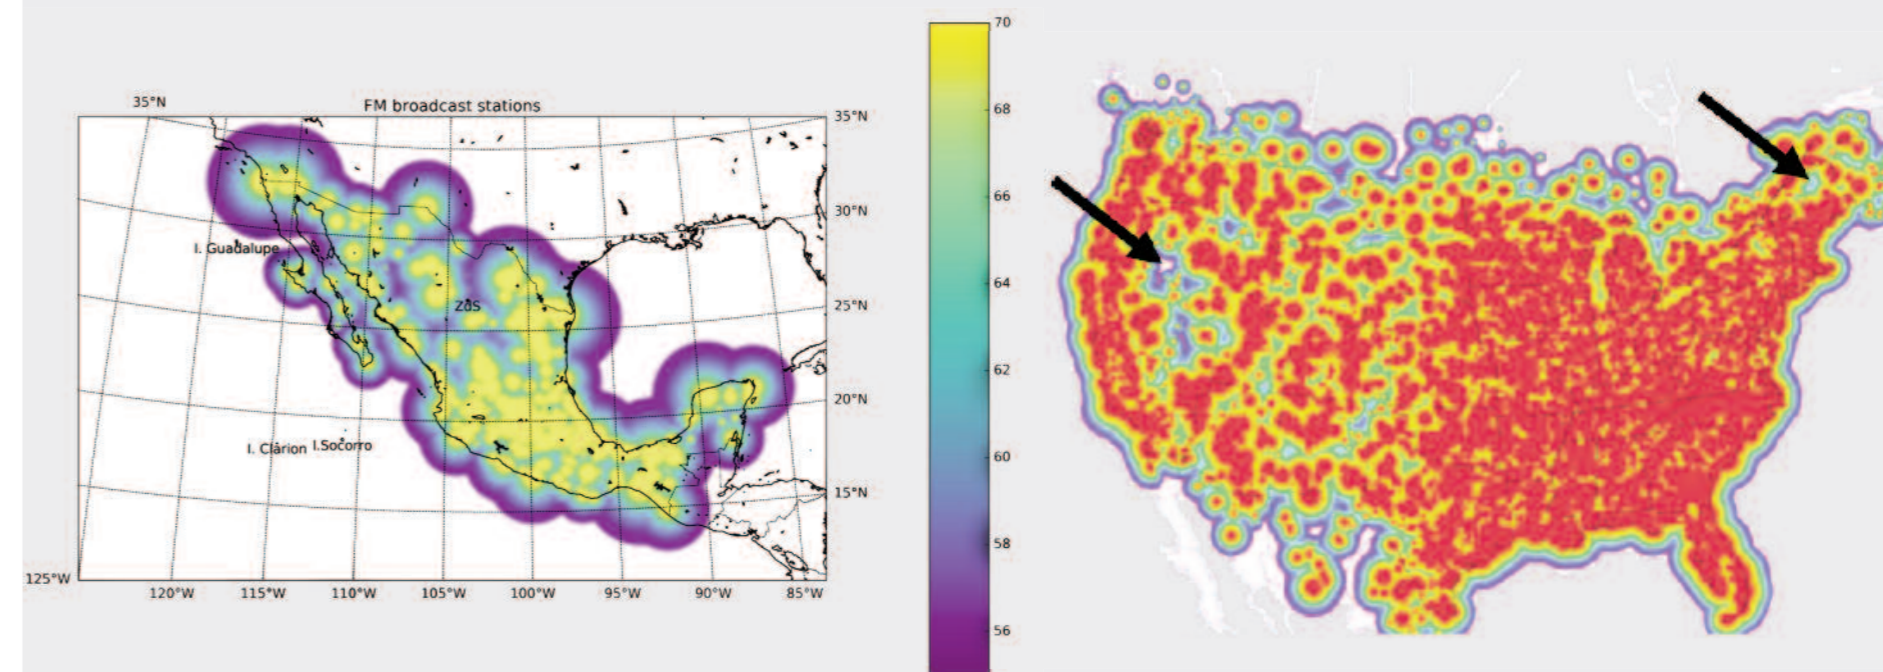 FM broadcast stations
35°N
35°N
30°N
I. Guadalupe
25°N
ZoS
20°N
I. Clarion I.Socorro
15°N
125°W
120°W 115°W 110°W 105°W 100°W 95°W 90°W 85°W
70
68
66
64
62
60
58
56